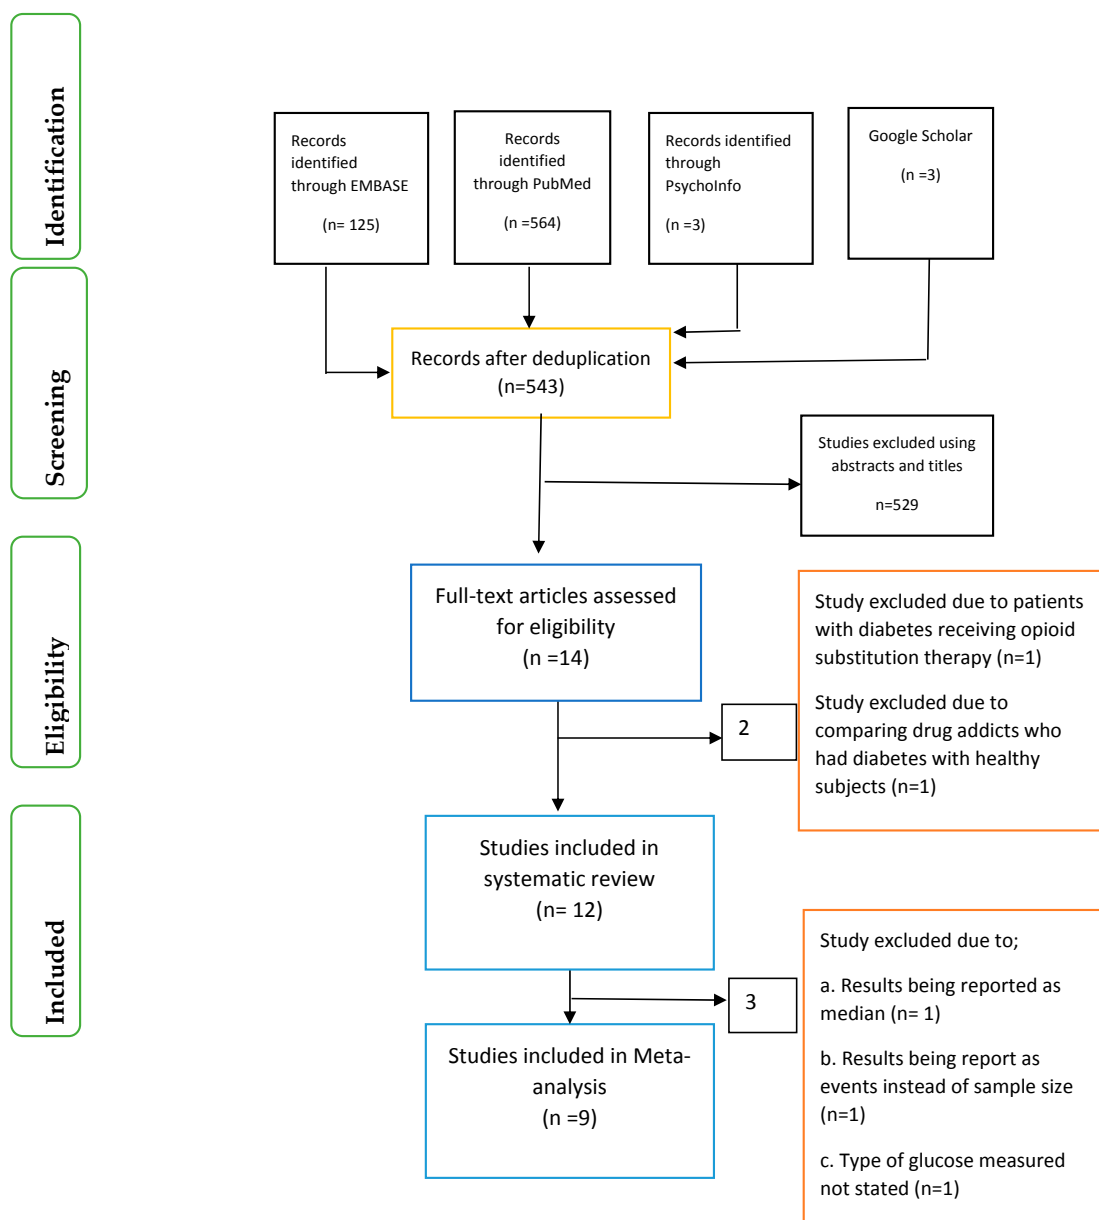 Identification
Records
identified
through EMBASE
(n= 125)
Records
identified
through PubMed
(n =564)
Records identified
through
PsychoInfo
(n =3)
Google Scholar
(n =3)
Screening
Records after deduplication
(n=543)
Studies excluded using
abstracts and titles
n=529
Eligibility
Full-text articles assessed
for eligibility
(n =14)
2
Study excluded due to patients
with diabetes receiving opioid
substitution therapy (n=1)
Study excluded due to
comparing drug addicts who
had diabetes with healthy
subjects (n=1)
Included
Studies included in
systematic review
(n= 12)
3
Study excluded due to;
a. Results being reported as
median (n= 1)
b. Results being report as
events instead of sample size
(n=1)
c. Type of glucose measured
not stated (n=1)
Studies included in Meta-
analysis
(n =9)